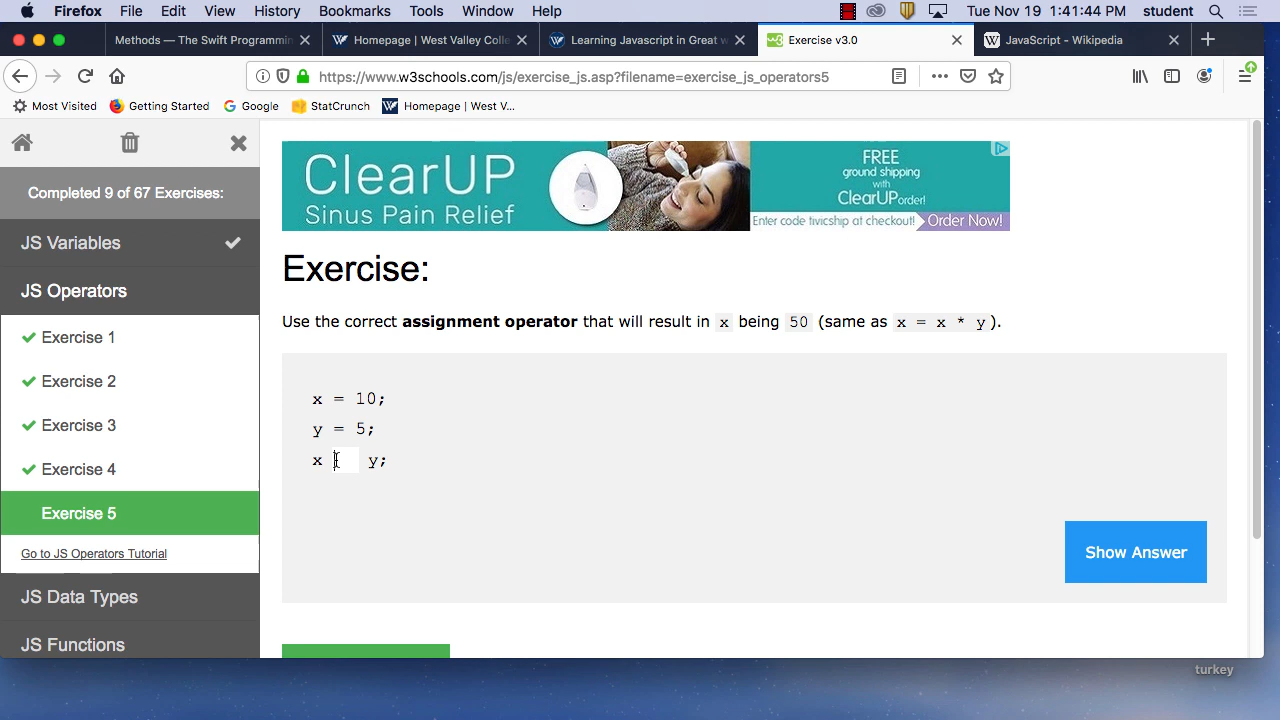 Firefox File Edit View History Bookmarks Tools Window Help Tue Nov 19 1:41:44 PM student
Methods — The Swift Programmin Homepage | West Valley Colle Learning Javascript in Great w Exercise v3.0 JavaScript - Wikipedia
https://www.w3schools.com/js/exercise_js.asp?filename=exercise_js_operators5
Most Visited Getting Started Google StatCrunch Homepage | West V...
Completed 9 of 67 Exercises:
JS Variables
JS Operators
Exercise 1
Exercise 2
Exercise 3
Exercise 4
Exercise 5
Go to JS Operators Tutorial
JS Data Types
JS Functions
ClearUP
Sinus Pain Relief
FREE
ground shipping
with
ClearUP order!
Enter code tivicship at checkout! Order Now!
Exercise:
Use the correct assignment operator that will result in x being 50 (same as x = x * y).
x = 10;
y = 5;
x y;
Show Answer
turkey